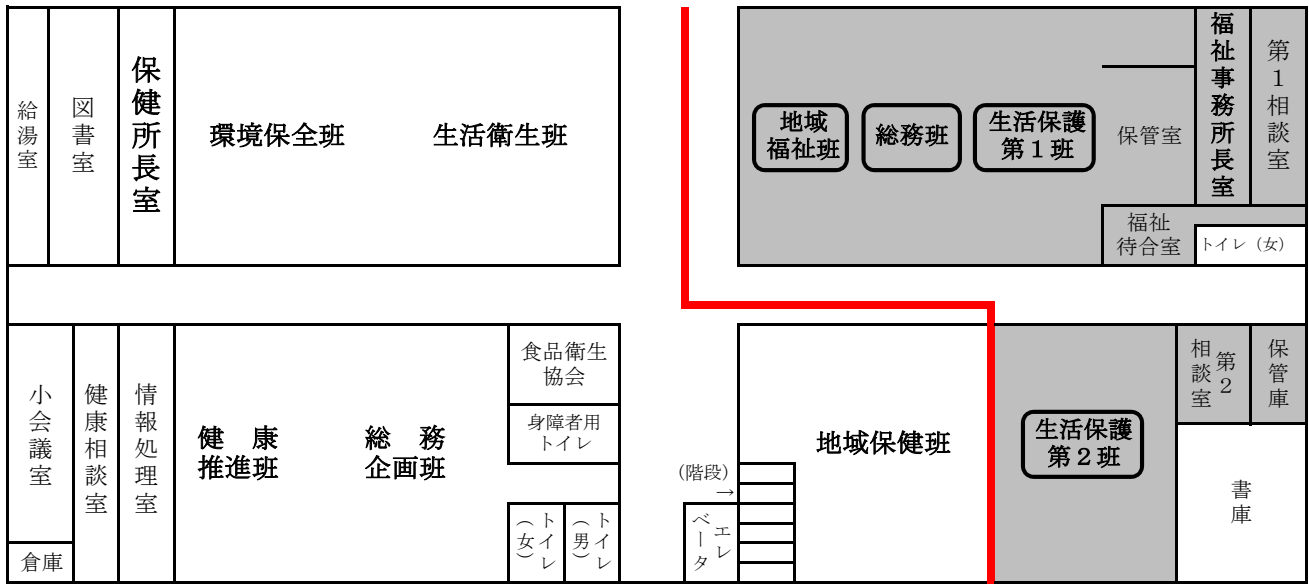 給湯室
図書室
保健所長室
環境保全班
生活衛生班
地域
福祉班
総務班
生活保護
第1班
保管室
福祉事務所長室
第1相談室
福祉
待合室
トイレ（女）
小会議室
倉庫
健康相談室
情報処理室
健　康
推進班
総　務
企画班
食品衛生
協会
身障者用
トイレ
トイレ
（女）
トイレ
（男）
(階段)
→
エレ
ベータ
地域保健班
生活保護
第2班
第2
相談室
保管庫
書庫